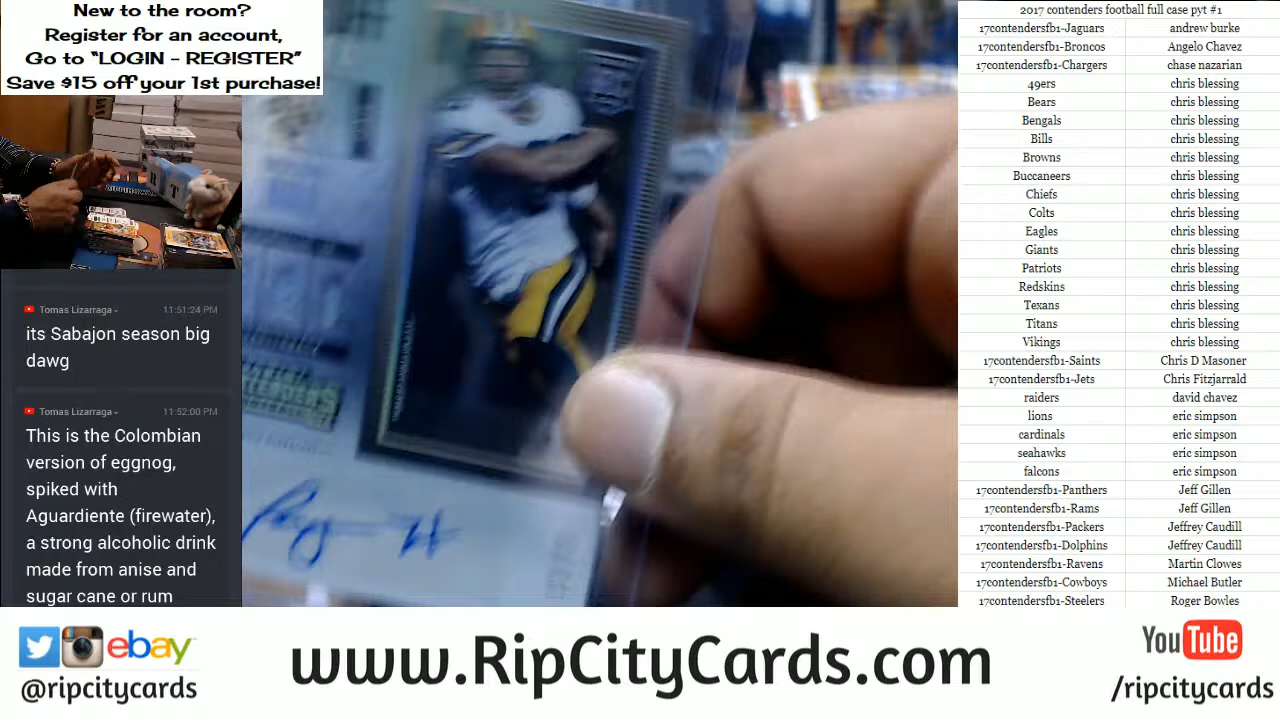 New to the room?
Register for an account,
Go to “LOGIN – REGISTER”
Save $15 off your 1st purchase!
Tomas Lizarraga
11:51:24 PM
its Sabajon season big
dawg
Tomas Lizarraga
11:52:00 PM
This is the Colombian
version of eggnog,
spiked with
Aguardiente (firewater),
a strong alcoholic drink
made from anise and
sugar cane or rum
2017 contenders football full case pyt #1
17contendersfb1-Jaguars andrew burke
17contendersfb1-Broncos Angelo Chavez
17contendersfb1-Chargers chase nazarian
49ers chris blessing
Bears chris blessing
Bengals chris blessing
Bills chris blessing
Browns chris blessing
Buccaneers chris blessing
Chiefs chris blessing
Colts chris blessing
Eagles chris blessing
Giants chris blessing
Patriots chris blessing
Redskins chris blessing
Texans chris blessing
Titans chris blessing
Vikings chris blessing
17contendersfb1-Saints Chris D Masoner
17contendersfb1-Jets Chris Fitzjarrald
raiders david chavez
lions eric simpson
cardinals eric simpson
seahawks eric simpson
falcons eric simpson
17contendersfb1-Panthers Jeff Gillen
17contendersfb1-Rams Jeff Gillen
17contendersfb1-Packers Jeffrey Caudill
17contendersfb1-Dolphins Jeffrey Caudill
17contendersfb1-Ravens Martin Clowes
17contendersfb1-Cowboys Michael Butler
17contendersfb1-Steelers Roger Bowles
ebay
@ripcitycards
www.RipCityCards.com
YouTube
/ripcitycards